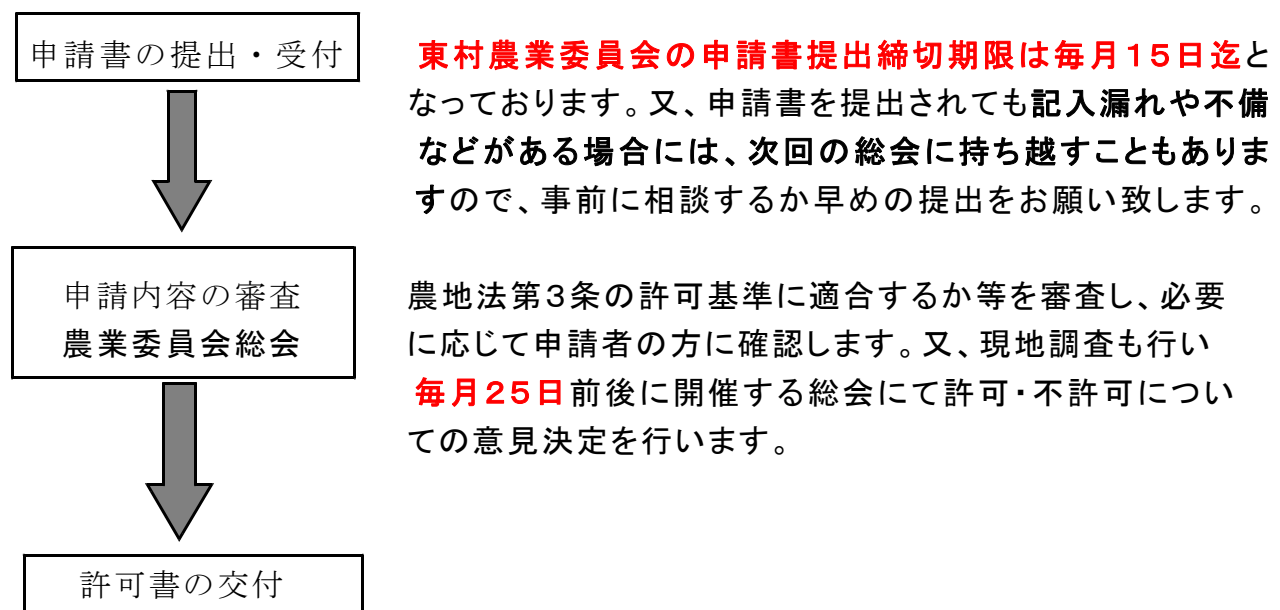 申請書の提出・受付
東村農業委員会の申請書提出締切期限は毎月15日迄と
なっております。又、申請書を提出されても記入漏れや不備
などがある場合には、次回の総会に持ち越すこともありま
すので、事前に相談するか早めの提出をお願い致します。
申請内容の審査
農業委員会総会
農地法第3条の許可基準に適合するか等を審査し、必要
に応じて申請者の方に確認します。又、現地調査も行い
毎月25日前後に開催する総会にて許可・不許可につい
ての意見決定を行います。
許可書の交付